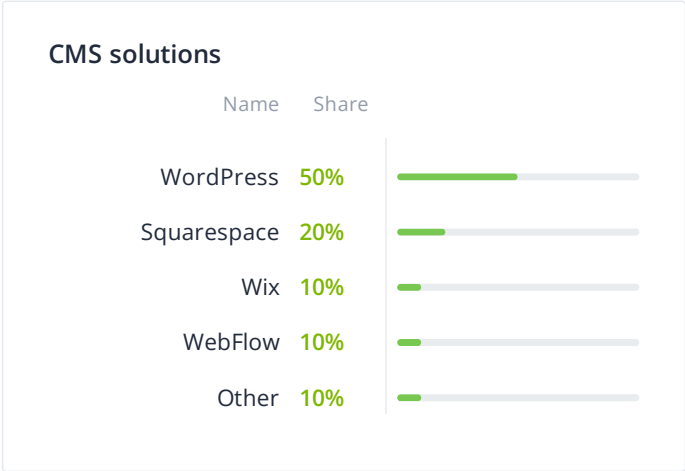 CMS solutions
Name Share
WordPress 50%
Squarespace 20%
Wix 10%
WebFlow 10%
Other 10%